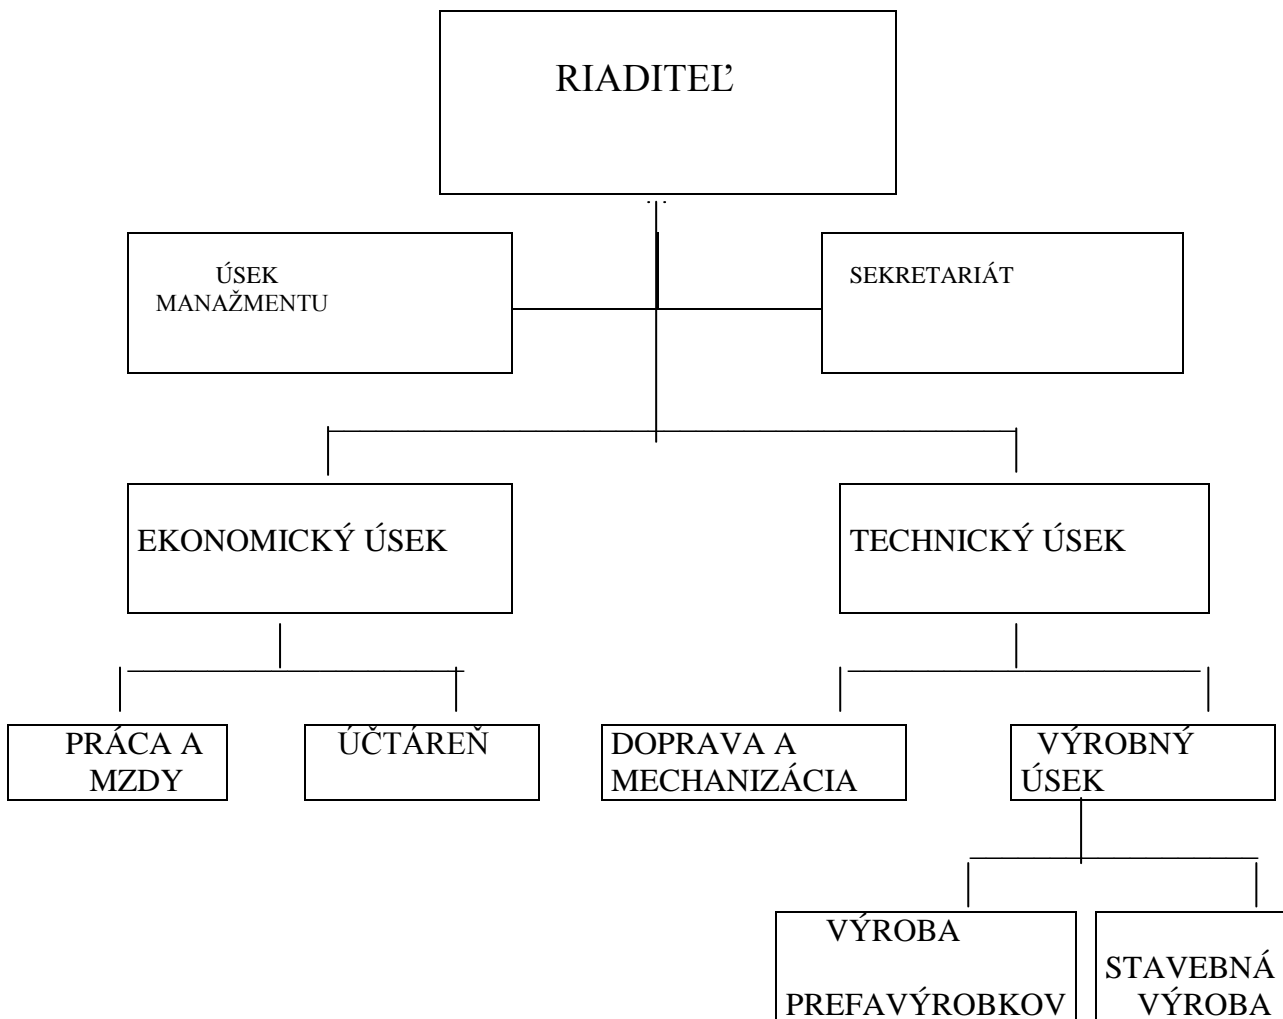 RIADITEĽ
ÚSEK
MANAŽMENTU
SEKRETARIÁT
EKONOMICKÝ ÚSEK
TECHNICKÝ ÚSEK
PRÁCA A
MZDY
ÚČTÁREŇ
DOPRAVA A
MECHANIZÁCIA
VÝROBNÝ
ÚSEK
VÝROBA
PREFAVÝROBKOV
STAVEBNÁ
VÝROBA